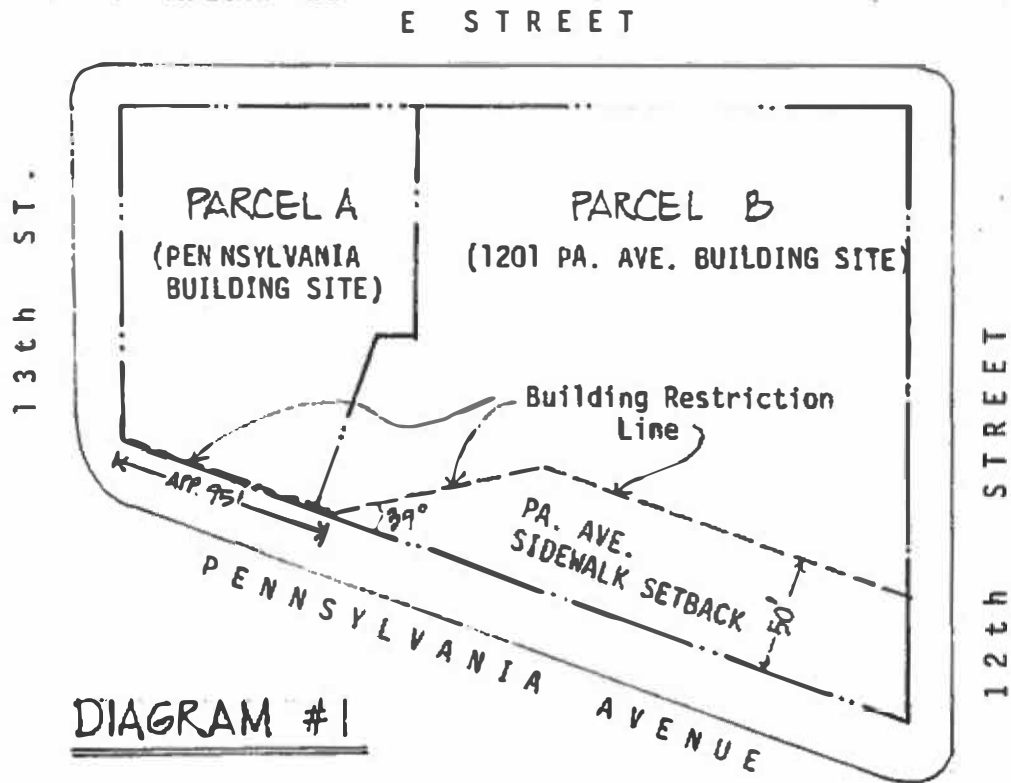 E STREET
13th ST.
PARCEL A
(PENNSYLVANIA
BUILDING SITE)
PARCEL B
(1201 PA. AVE. BUILDING SITE)
Building Restriction
Line
APP. 95'
39°
PA. AVE.
SIDEWALK SETBACK
50'
12th STREET
PENNSYLVANIA AVENUE
DIAGRAM #1